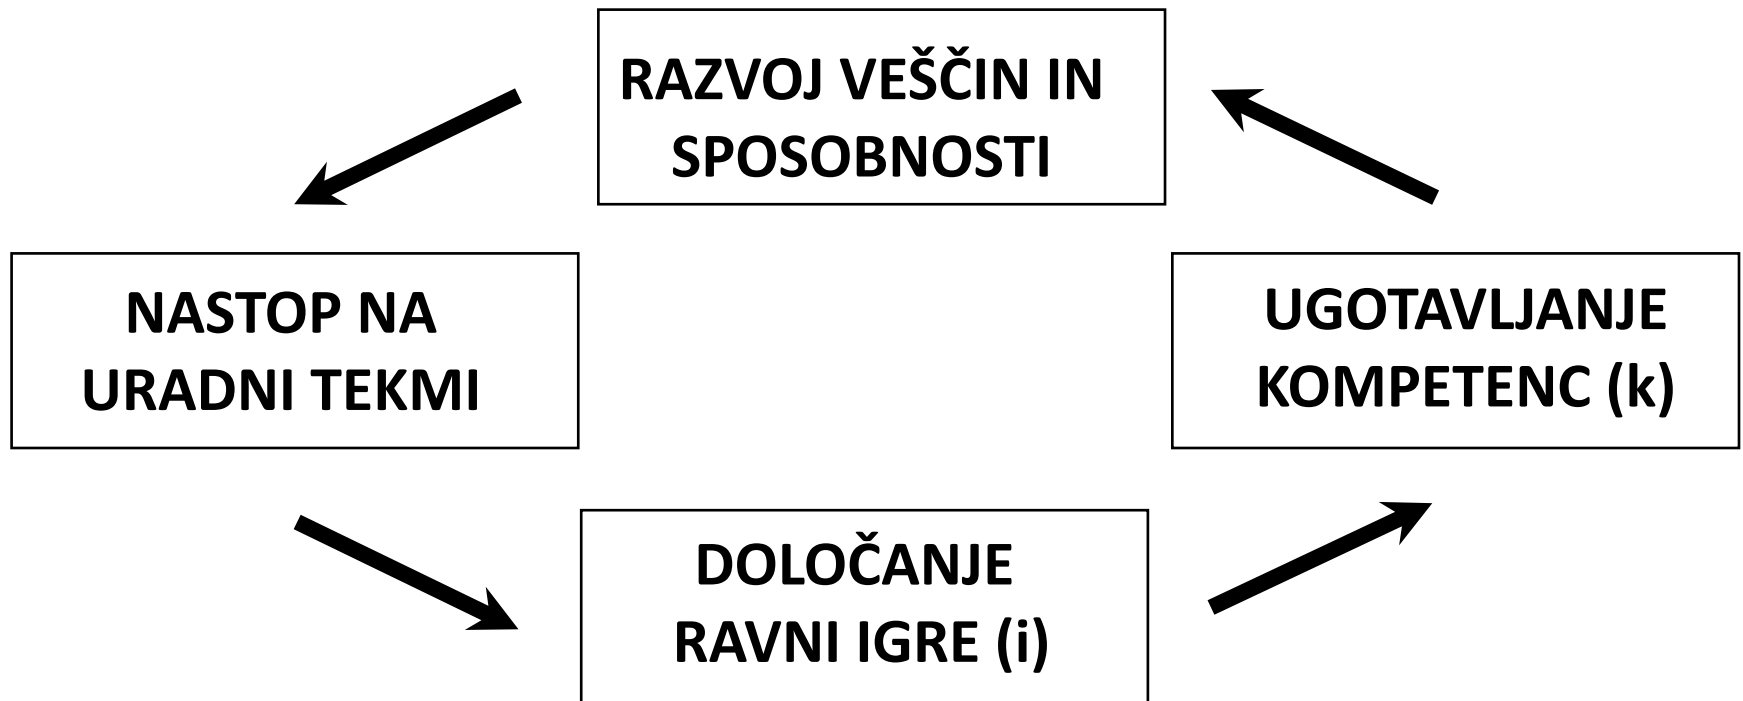 RAZVOJ VEŠČIN IN
SPOSOBNOSTI
NASTOP NA
URADNI TEKMI
UGOTAVLJANJE
KOMPETENC (k)
DOLOČANJE
RAVNI IGRE (i)